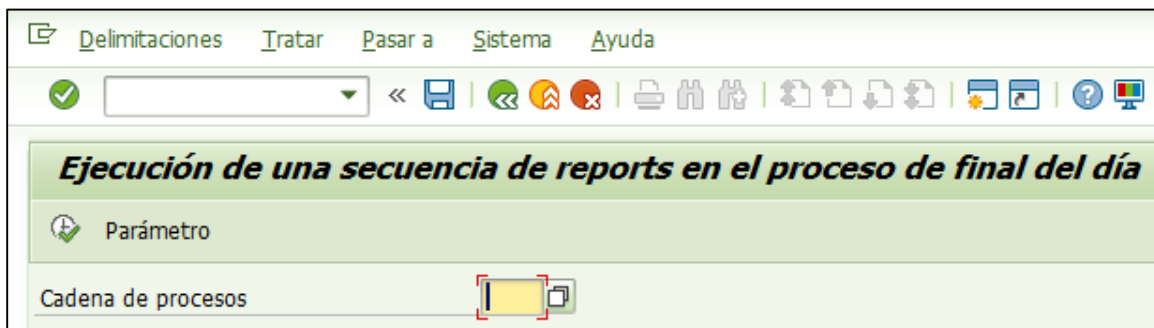 Delimitaciones Tratar Pasar a Sistema Ayuda
Ejecución de una secuencia de reports en el proceso de final del día
Parámetro
Cadena de procesos